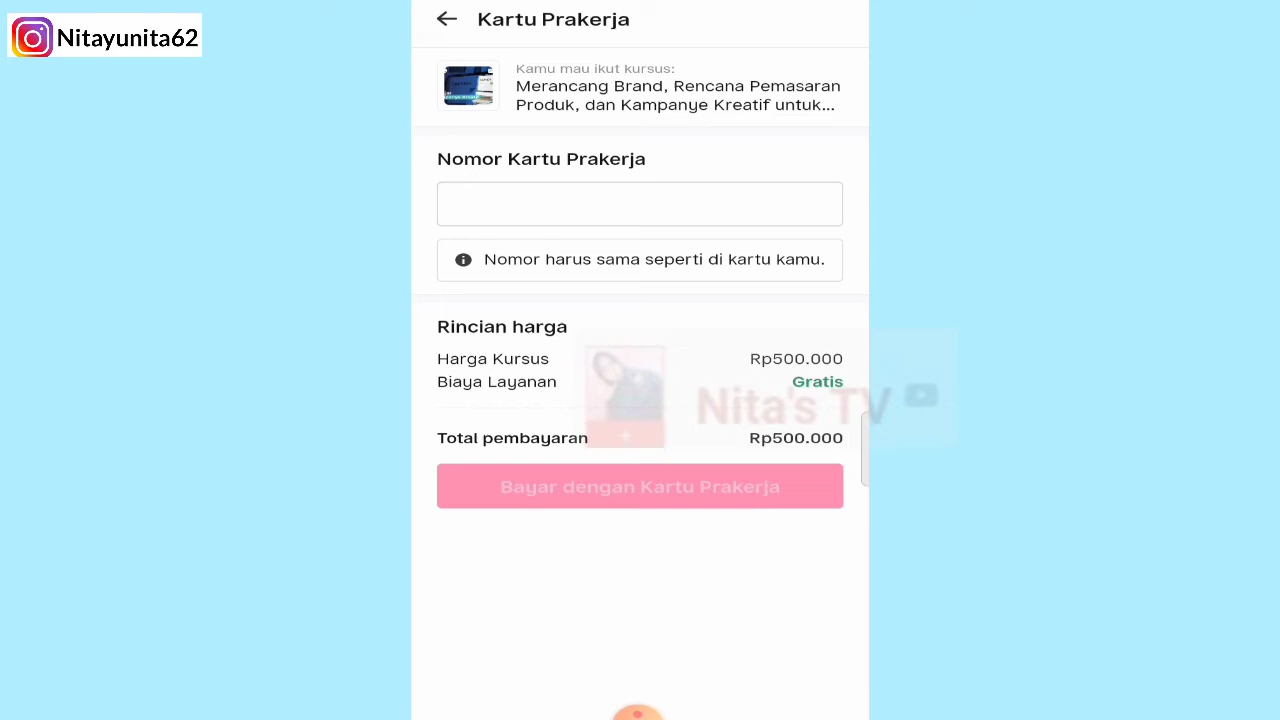 Nitayunita62
Kartu Prakerja
Kamu mau ikut kursus:
Merancang Brand, Rencana Pemasaran
Produk, dan Kampanye Kreatif untuk...
Nomor Kartu Prakerja
Nomor harus sama seperti di kartu kamu.
Rincian harga
Harga Kursus Rp500.000
Biaya Layanan Gratis
Nita's TV
Total pembayaran Rp500.000
Bayar dengan Kartu Prakerja